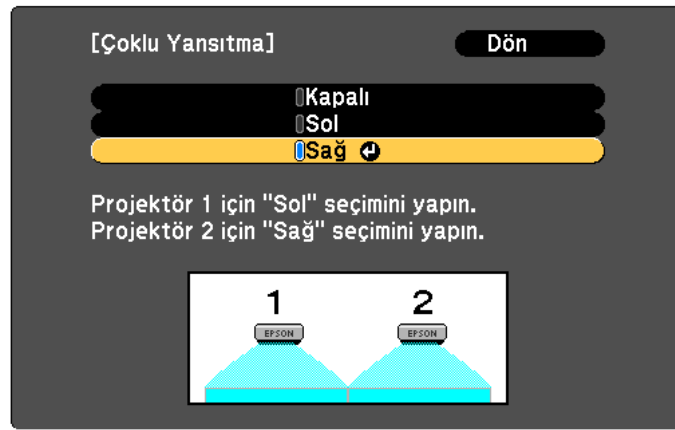 [Çoklu Yansıtma] Dön
Kapalı
Sol
Sağ
Projektör 1 için "Sol" seçimini yapın.
Projektör 2 için "Sağ" seçimini yapın.
1 2
EPSON EPSON